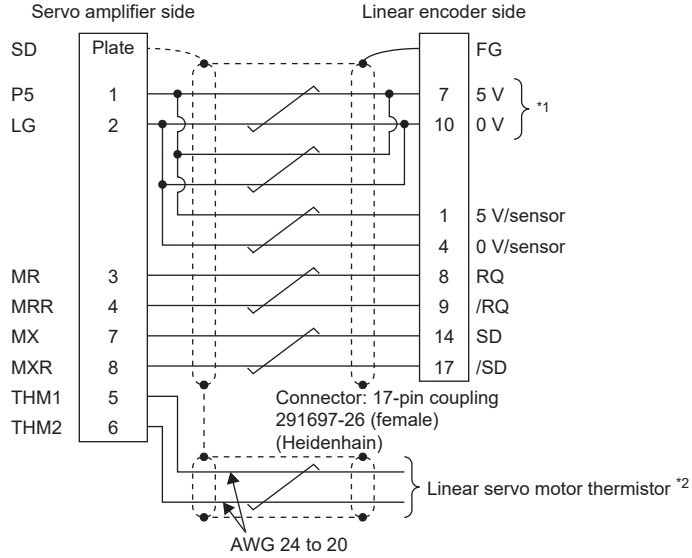 Servo amplifier side Linear encoder side
SD Plate FG
P5 1 7 5 V
*1
LG 2 10 0 V
1 5 V/sensor
4 0 V/sensor
MR 3 8 RQ
MRR 4 9 /RQ
MX 7 14 SD
MXR 8 17 /SD
THM1 5
THM2 6
Connector: 17-pin coupling
291697-26 (female)
(Heidenhain)
Linear servo motor thermistor *2
AWG 24 to 20